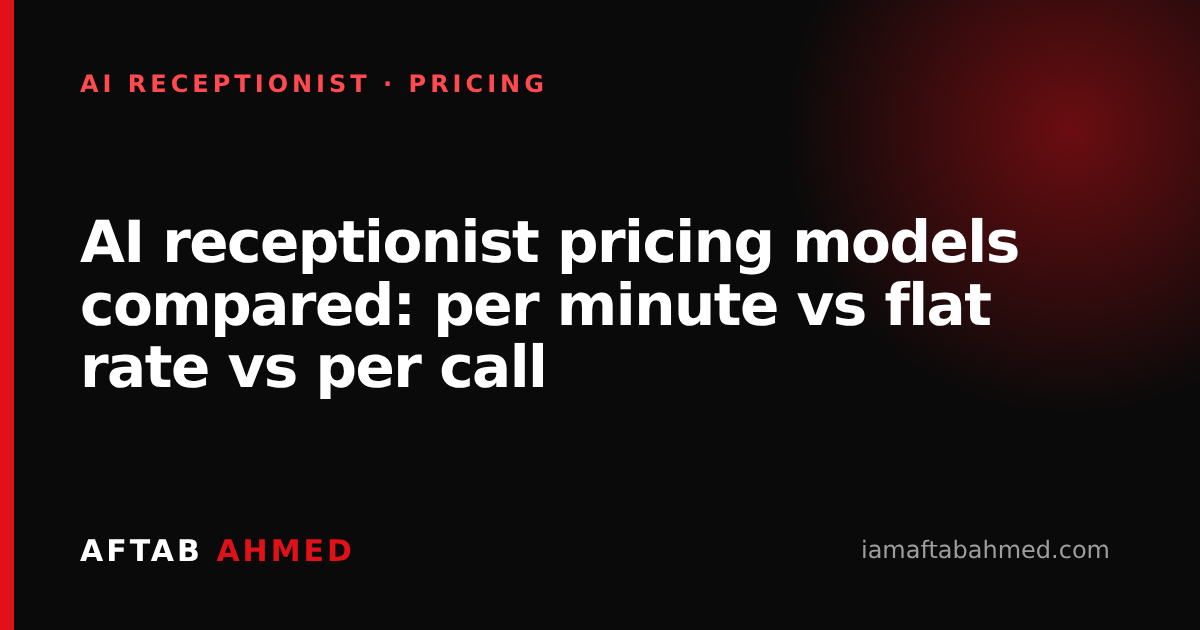 AI RECEPTIONIST · PRICING
AI receptionist pricing models
compared: per minute vs flat
rate vs per call
AFTAB AHMED
iamaftabahmed.com